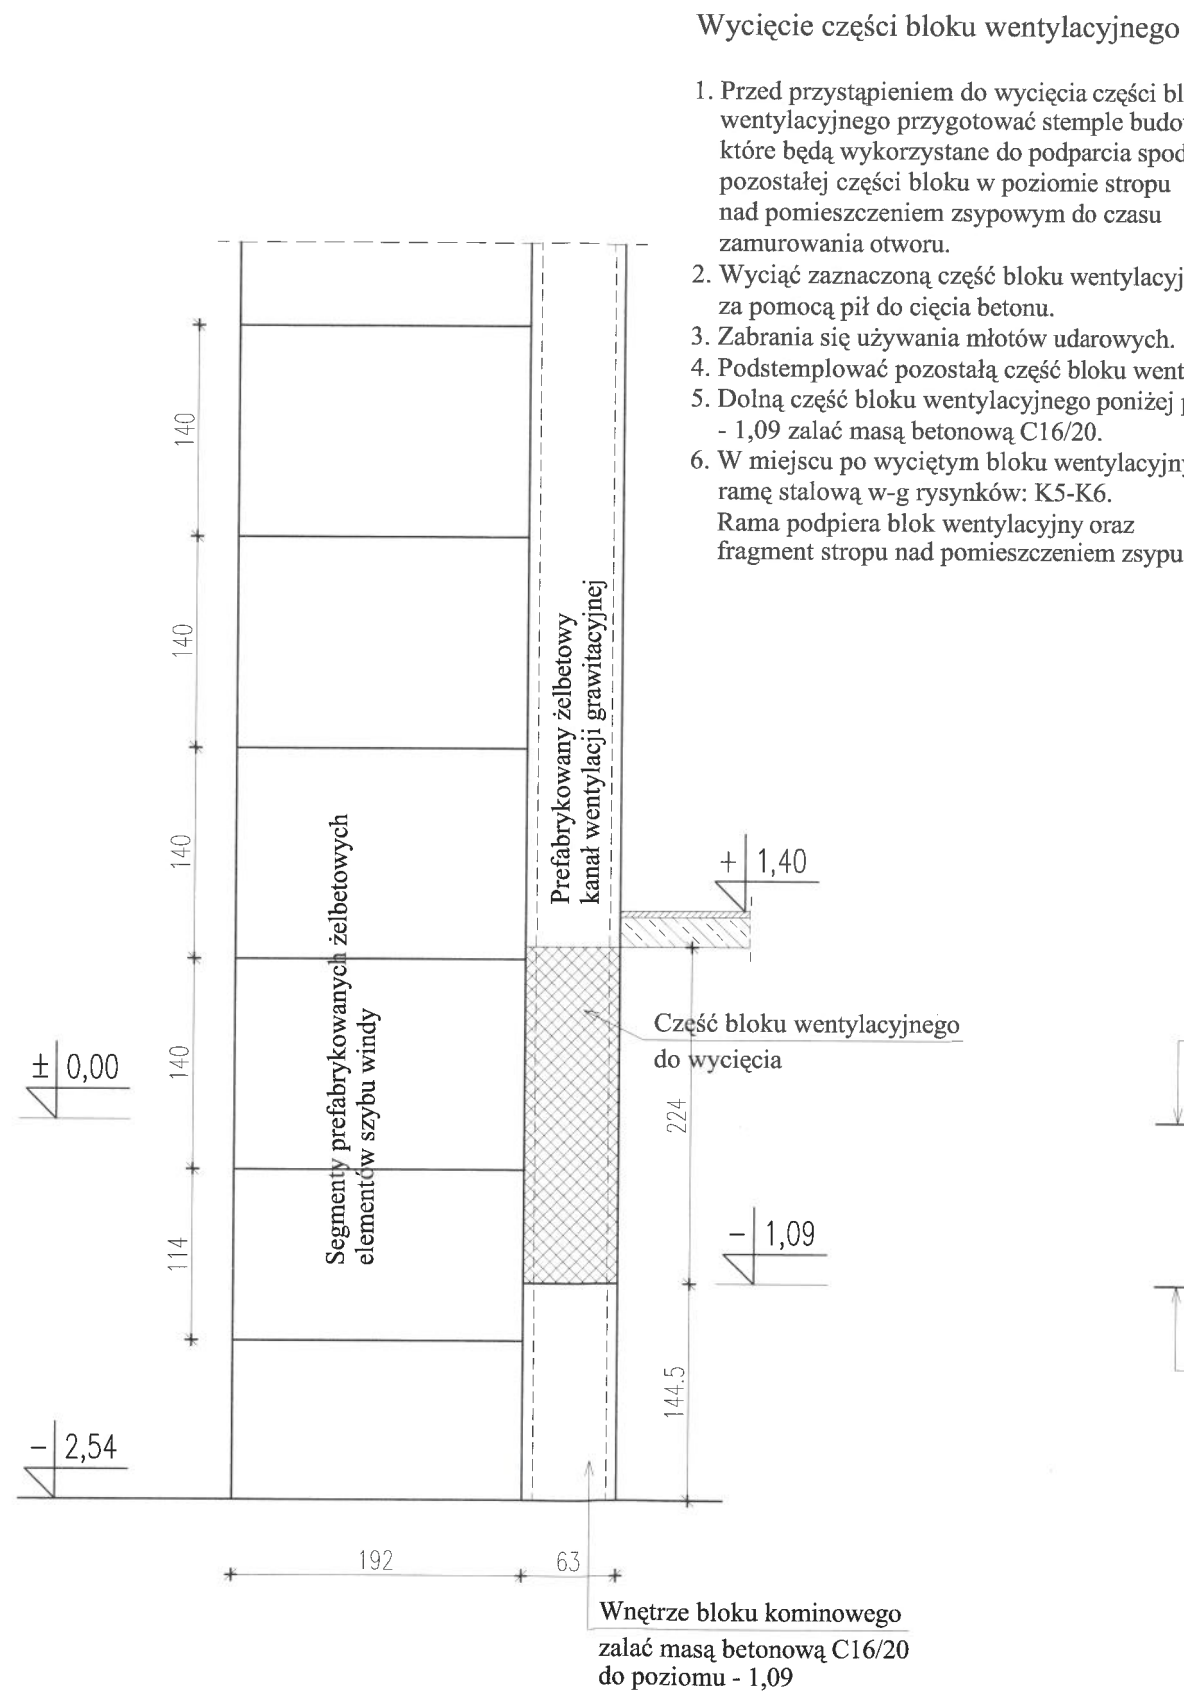 Wycięcie części bloku wentylacyjnego
1. Przed przystąpieniem do wycięcia części
wentylacyjnego przygotować stemple
które będą wykorzystane do podparcia
pozostałej części bloku w poziomie stropu
nad pomieszczeniem zsypowym do czasu
zamurowania otworu.
2. Wyciąć zaznaczoną część bloku
za pomocą pił do cięcia betonu.
3. Zabrania się używania młotów udarowych.
4. Podstemplować pozostałą część bloku
5. Dolną część bloku wentylacyjnego poniżej
- 1,09 zalać masą betonową C16/20.
6. W miejscu po wyciętym bloku
ramę stalową w-g rysynków: K5-K6.
Rama podpiera blok wentylacyjny oraz
fragment stropu nad pomieszczeniem zsypu
140
140
140
140
114
Prefabrykowany żelbetowy
kanał wentylacji grawitacyjnej
Segmenty prefabrykowanych żelbetowych
elementów szybu windy
+ 1,40
Część bloku wentylacyjnego
do wycięcia
± 0,00
224
- 1,09
144.5
- 2,54
192
63
Wnętrze bloku kominowego
zalać masą betonową C16/20
do poziomu - 1,09